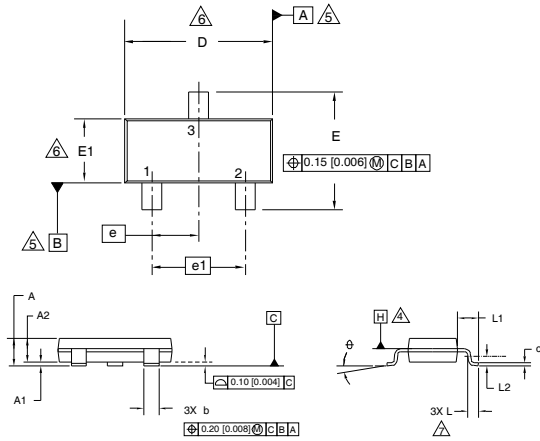 6
D
A 5
3
E
6
E1
⌖ 0.15 [0.006] Ⓜ C B A
1
2
5 B
e
e1
A
A2
A1
C
⌓ 0.10 [0.004] C
3X b
⌖ 0.20 [0.008] Ⓜ C B A
H 4
L1
θ
c
L2
3X L
7